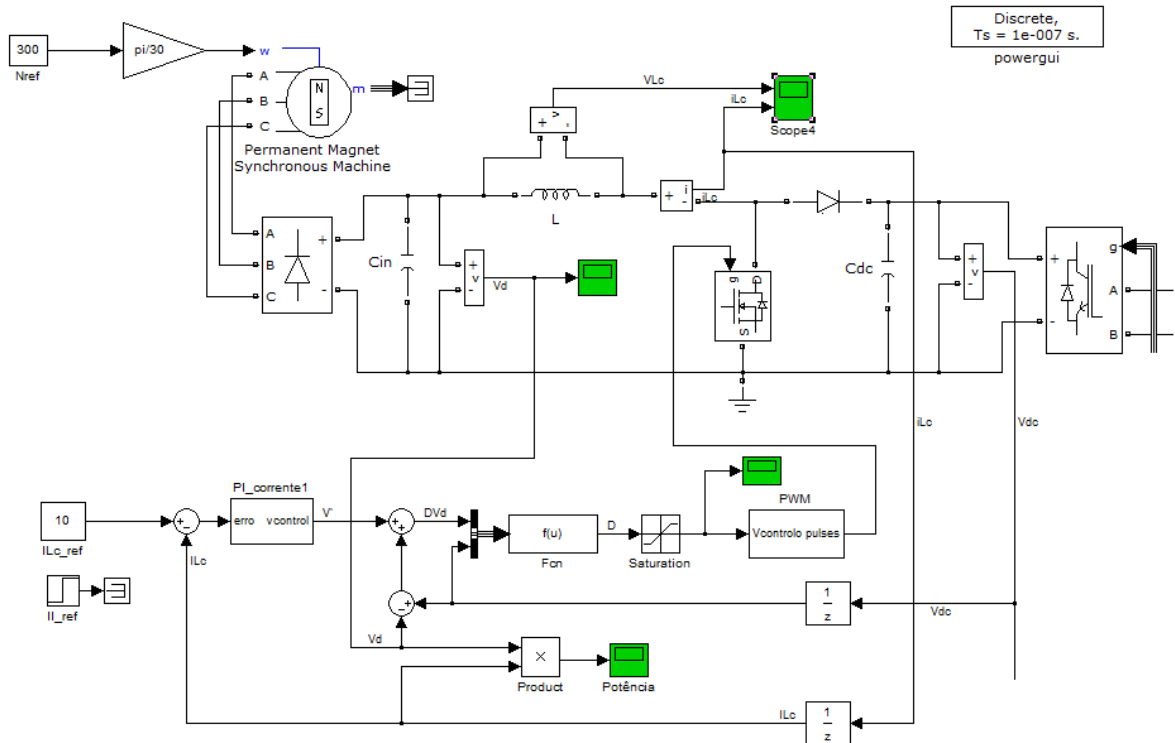 Discrete,
Ts = 1e-007 s.
powergui
300
Nref
pi/30
w
A
B
C
m
N
S
Permanent Magnet
Synchronous Machine
VLc
iLc
Scope4
+ v -
L
+ i -
iLc
A
B
C
+
-
Cin
+ v -
Vd
g
D
S
Cdc
+ v -
+
-
g
A
B
iLc
Vdc
10
ILc_ref
PI_corrente1
erro vcontrol
V'
DVd
f(u)
Fcn
D
Saturation
PWM
Vcontrolo pulses
ILc
Il_ref
Vd
Product
Potência
1
z
Vdc
ILc
1
z